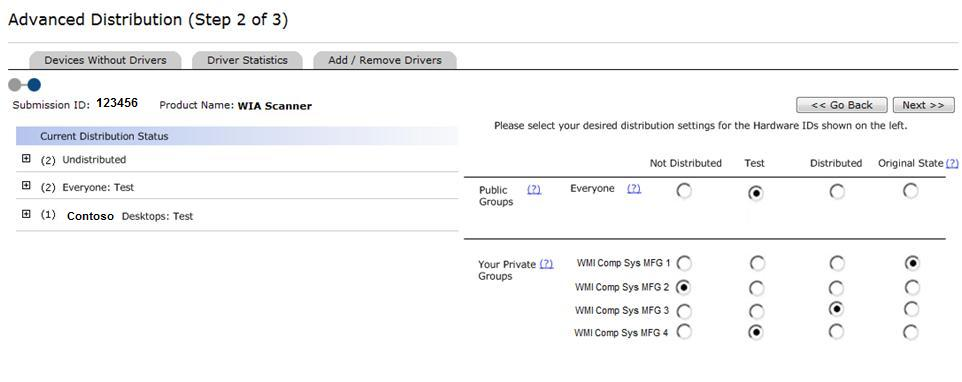 Advanced Distribution (Step 2 of 3)
Devices Without Drivers Driver Statistics Add / Remove Drivers
Submission ID: 123456 Product Name: WIA Scanner
<< Go Back Next >>
Current Distribution Status
Please select your desired distribution settings for the Hardware IDs shown on the left.
(2) Undistributed
(2) Everyone: Test
(1) Contoso Desktops: Test
Not Distributed Test Distributed Original State (?)
Public Groups (?) Everyone (?)
Your Private Groups (?)
WMI Comp Sys MFG 1
WMI Comp Sys MFG 2
WMI Comp Sys MFG 3
WMI Comp Sys MFG 4